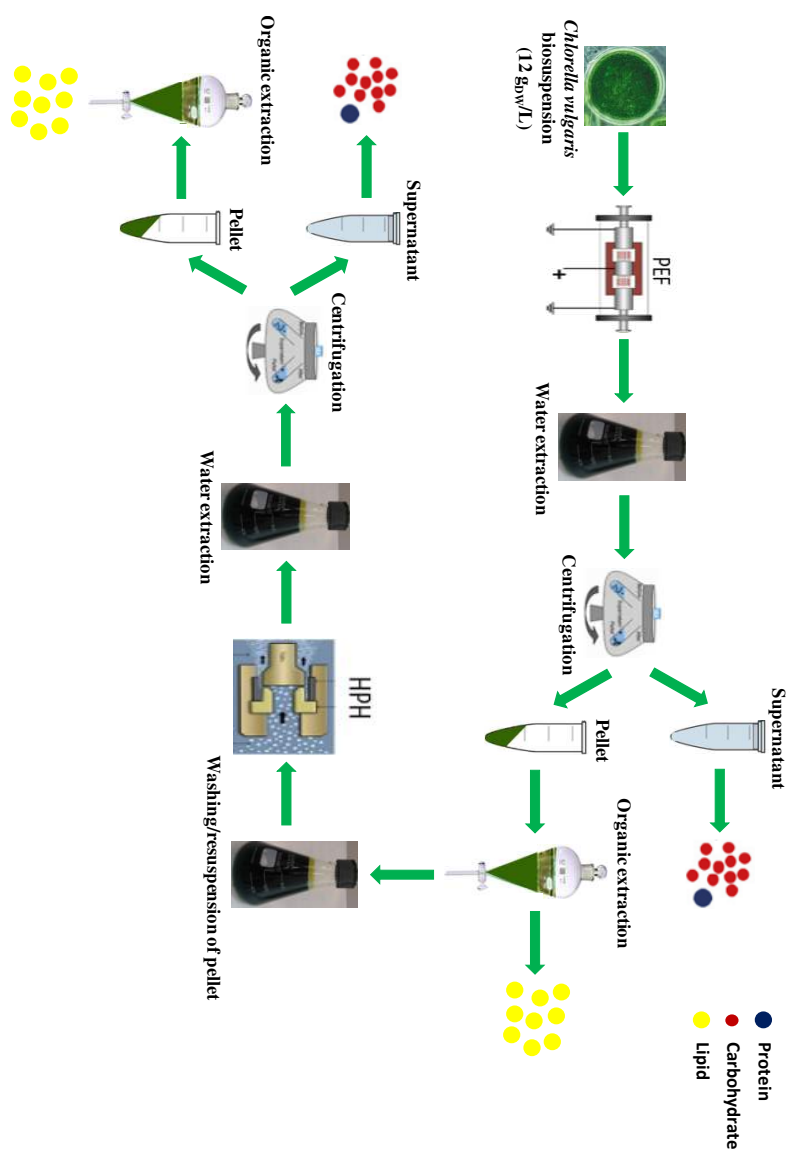 Protein
Carbohydrate
Lipid
Supernatant
Chlorella vulgaris
biosuspension
(12 gDW/L)
PEF
+
Water extraction
Centrifugation
Pellet
Organic extraction
Organic extraction
Supernatant
Pellet
Centrifugation
Water extraction
HPH
Washing/resuspension of pellet